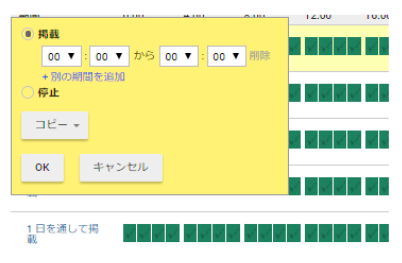 12:00
掲載
00 ▼ : 00 ▼ から 00 ▼ : 00 ▼ 削除
+ 別の期間を追加
停止
コピー
OK キャンセル
1 日を通して掲
載